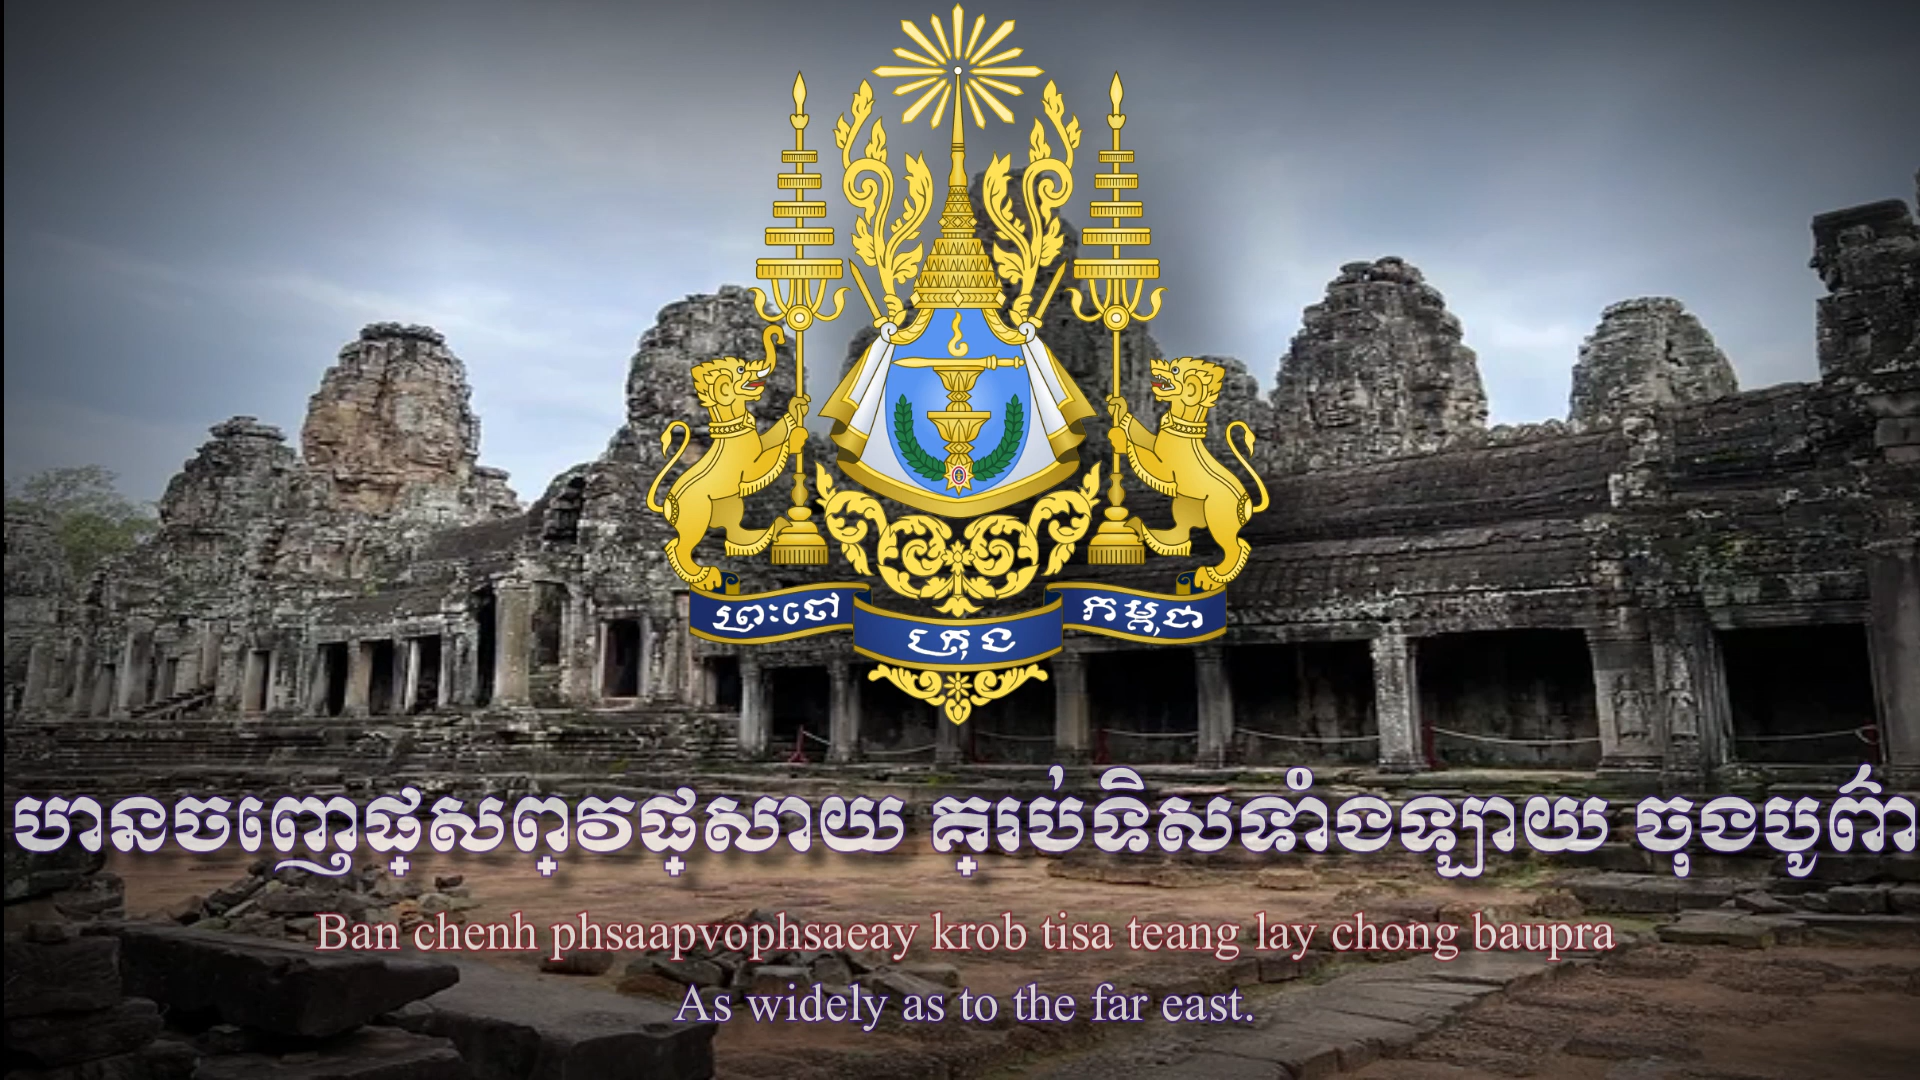 ព្រះចៅ
ក្រុង
កម្ពុជា
បានចេញផ្សព្វផ្សាយ គ្រប់ទិសទាំងឡាយ ចុងបូព៌ា
Ban chenh phsaapvophsaeay krob tisa teang lay chong baupra
As widely as to the far east.